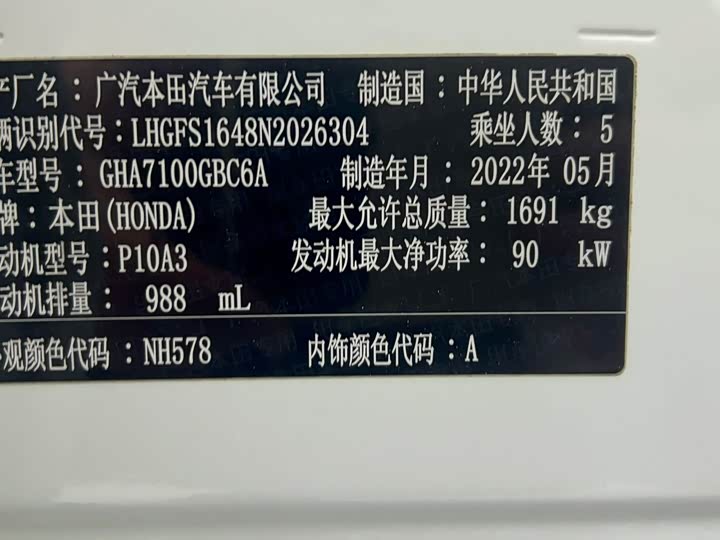 产厂名：广汽本田汽车有限公司 制造国：中华人民共和国
辆识别代号：LHGFS1648N2026304 乘坐人数：5
车型号：GHA7100GBC6A 制造年月：2022年 05月
牌：本田(HONDA) 最大允许总质量：1691 kg
动机型号：P10A3 发动机最大净功率：90 kW
动机排量：988 mL
观颜色代码：NH578 内饰颜色代码：A